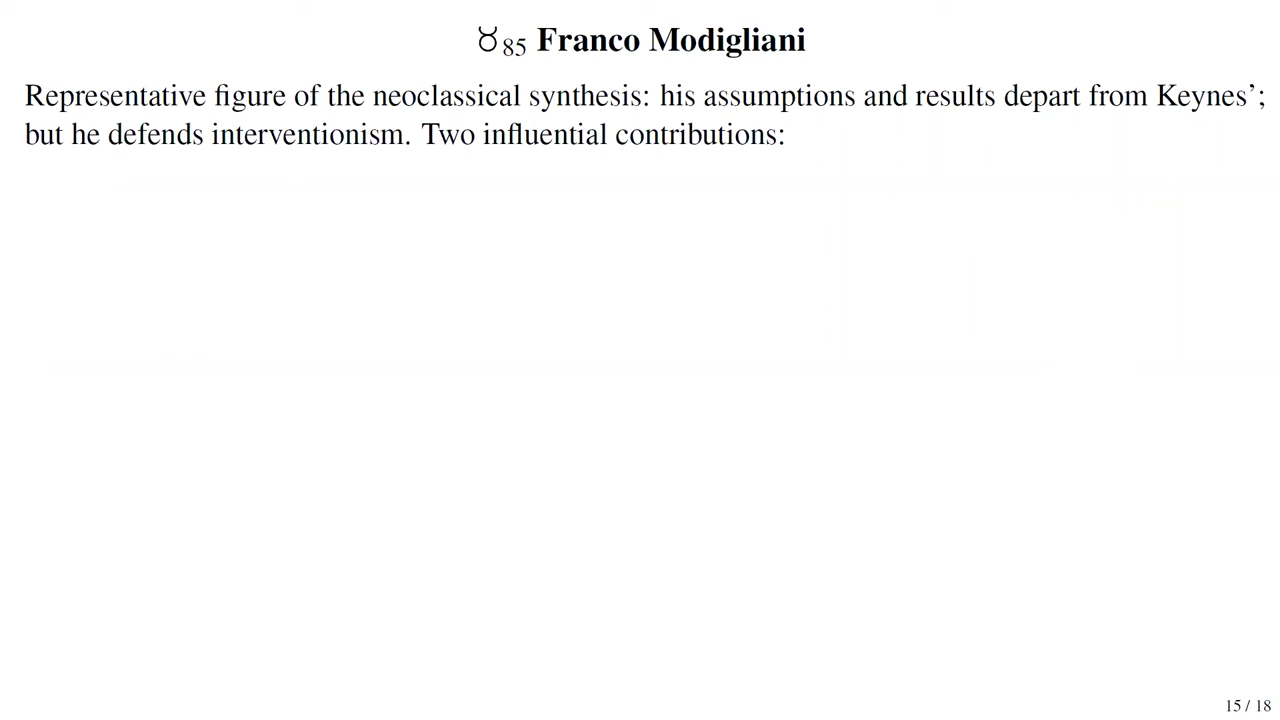 ♉85 Franco Modigliani
Representative figure of the neoclassical synthesis: his assumptions and results depart from Keynes’;
but he defends interventionism. Two influential contributions:
15 / 18